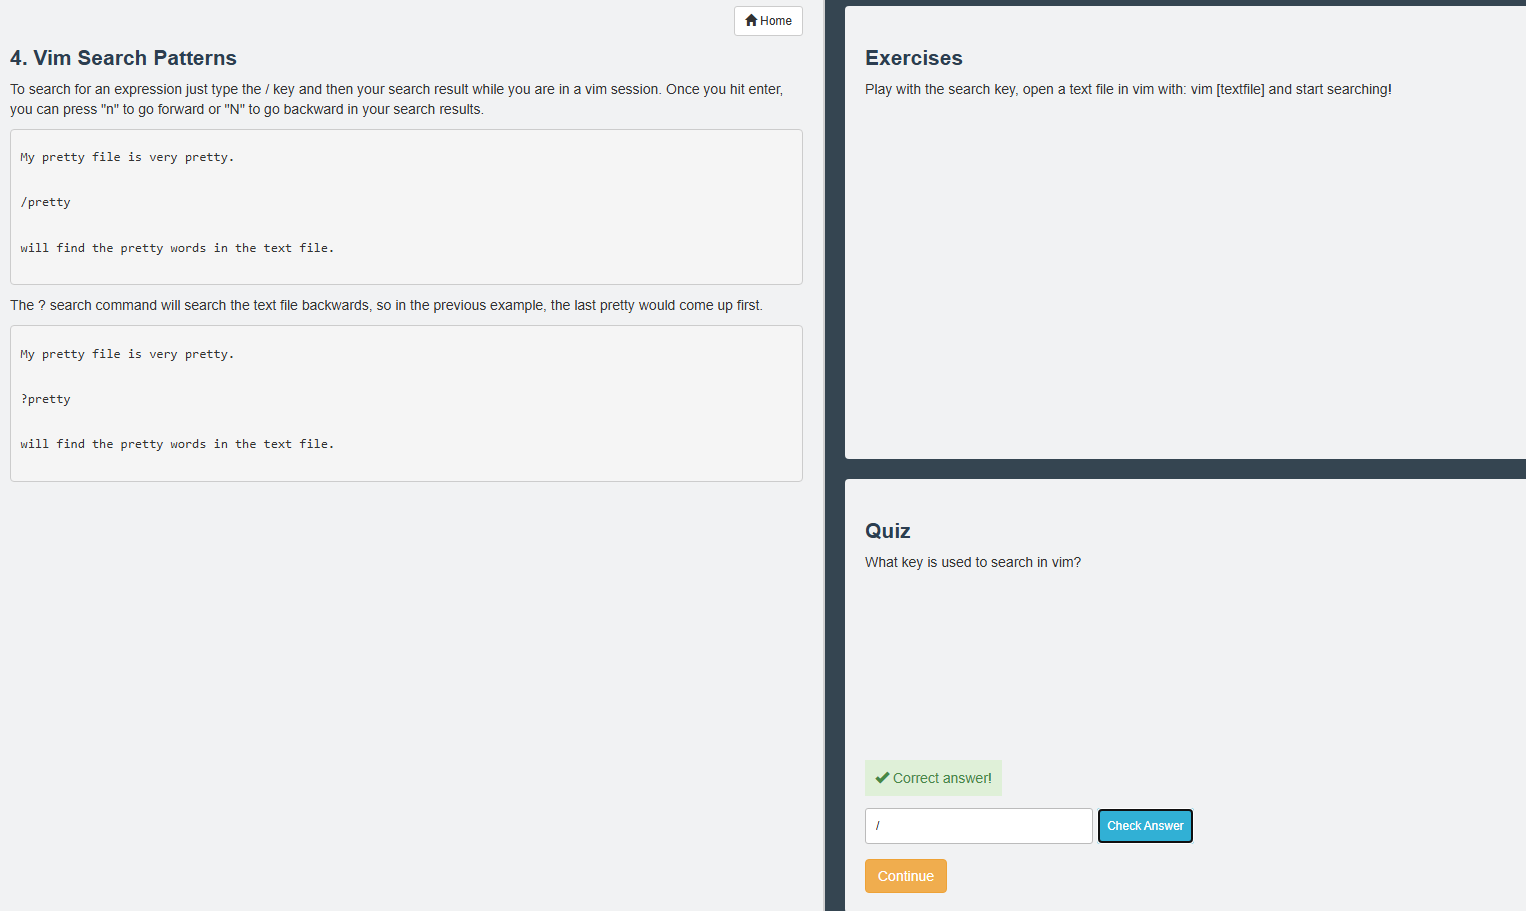 Home
4. Vim Search Patterns
To search for an expression just type the / key and then your search result while you are in a vim session. Once you hit enter,
you can press "n" to go forward or "N" to go backward in your search results.
My pretty file is very pretty.
/pretty
will find the pretty words in the text file.
The ? search command will search the text file backwards, so in the previous example, the last pretty would come up first.
My pretty file is very pretty.
?pretty
will find the pretty words in the text file.
Exercises
Play with the search key, open a text file in vim with: vim [textfile] and start searching!
Quiz
What key is used to search in vim?
Correct answer!
/
Check Answer
Continue